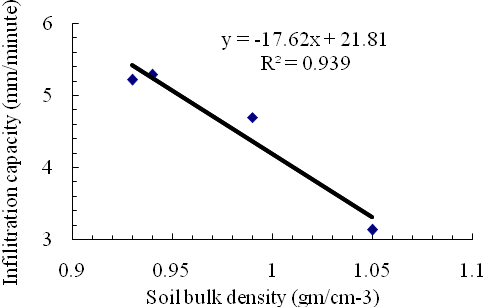 y = -17.62x + 21.81
R² = 0.939
Infilitration capacity (mm/minute)
6
5
4
3
0.9 0.95 1 1.05 1.1
Soil bulk density (gm/cm-3)